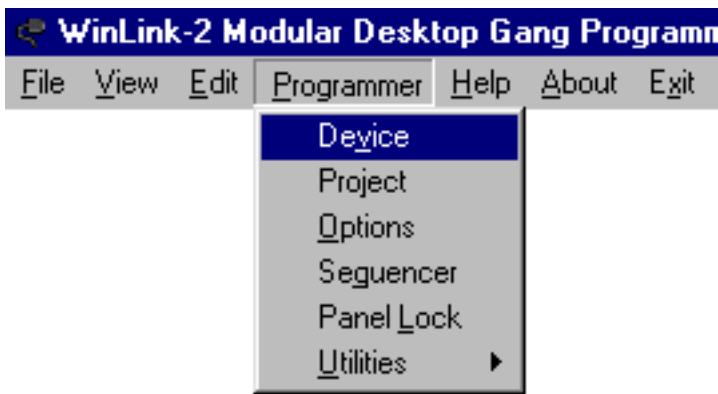 WinLink-2 Modular Desktop Gang Programm
File View Edit Programmer Help About Exit
Device
Project
Options
Seguencer
Panel Lock
Utilities